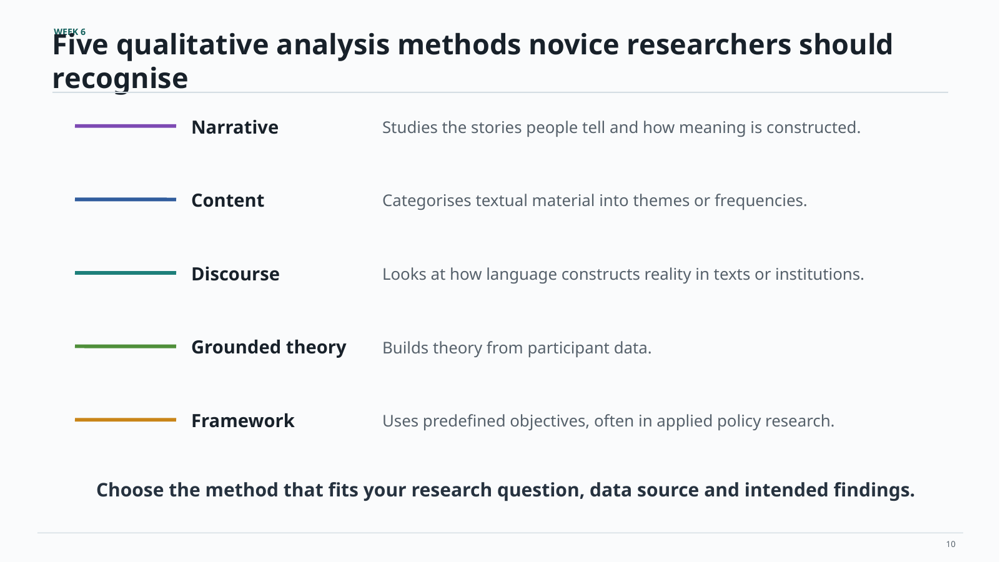 WEEK 6
Five qualitative analysis methods novice researchers should
recognise
Narrative
Studies the stories people tell and how meaning is constructed.
Content
Categorises textual material into themes or frequencies.
Discourse
Looks at how language constructs reality in texts or institutions.
Grounded theory
Builds theory from participant data.
Framework
Uses predefined objectives, often in applied policy research.
Choose the method that fits your research question, data source and intended findings.
10